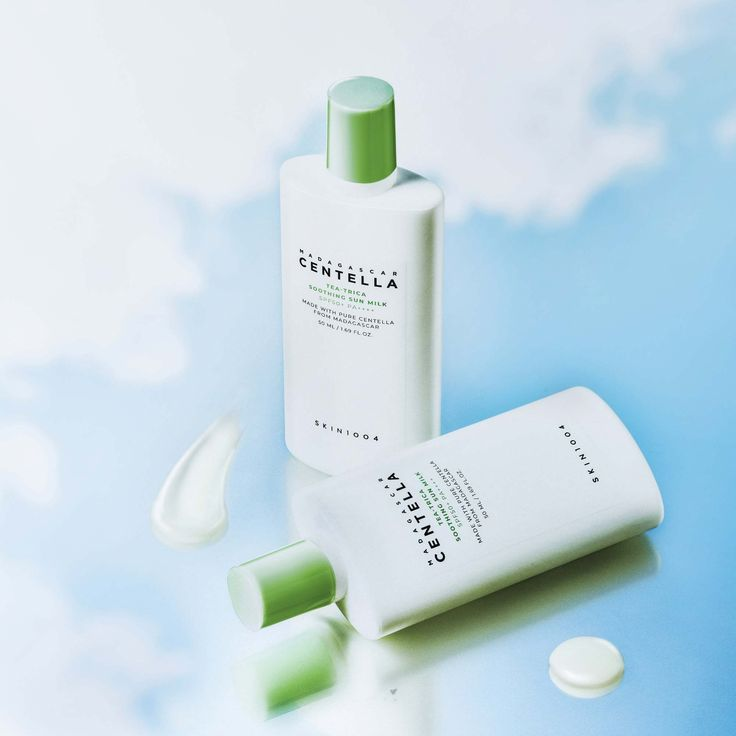 MADAGASCAR
CENTELLA
TEA-TRICA
SOOTHING SUN MILK
SPF50+ PA++++
MADE WITH PURE CENTELLA
FROM MADAGASCAR
50 ML / 1.69 FL.OZ.
SKIN1004
MADAGASCAR
CENTELLA
TEA-TRICA
SOOTHING SUN MILK
SPF50+ PA++++
MADE WITH PURE CENTELLA
FROM MADAGASCAR
50 ML / 1.69 FL.OZ
SKIN1004